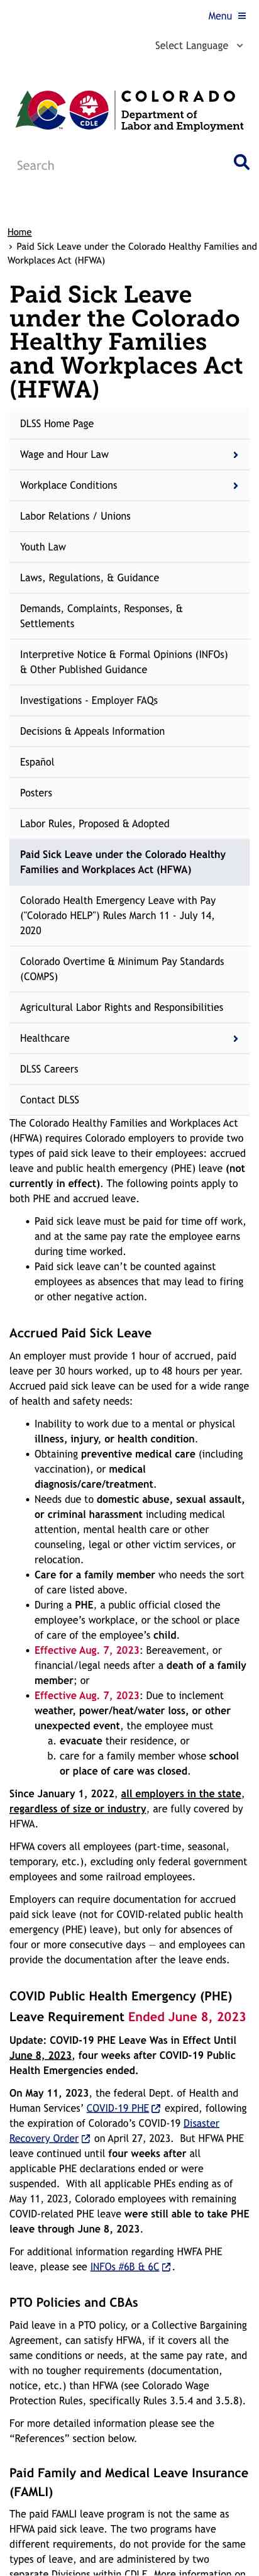 Menu
Select Language
COLORADO
Department of
Labor and Employment
CDLE
Search
Home
› Paid Sick Leave under the Colorado Healthy Families and
Workplaces Act (HFWA)
Paid Sick Leave
under the Colorado
Healthy Families
and Workplaces Act
(HFWA)
DLSS Home Page
Wage and Hour Law
Workplace Conditions
Labor Relations / Unions
Youth Law
Laws, Regulations, & Guidance
Demands, Complaints, Responses, &
Settlements
Interpretive Notice & Formal Opinions (INFOs)
& Other Published Guidance
Investigations - Employer FAQs
Decisions & Appeals Information
Español
Posters
Labor Rules, Proposed & Adopted
Paid Sick Leave under the Colorado Healthy
Families and Workplaces Act (HFWA)
Colorado Health Emergency Leave with Pay
("Colorado HELP") Rules March 11 - July 14,
2020
Colorado Overtime & Minimum Pay Standards
(COMPS)
Agricultural Labor Rights and Responsibilities
Healthcare
DLSS Careers
Contact DLSS
The Colorado Healthy Families and Workplaces Act
(HFWA) requires Colorado employers to provide two
types of paid sick leave to their employees: accrued
leave and public health emergency (PHE) leave (not
currently in effect). The following points apply to
both PHE and accrued leave.
• Paid sick leave must be paid for time off work,
and at the same pay rate the employee earns
during time worked.
• Paid sick leave can’t be counted against
employees as absences that may lead to firing
or other negative action.
Accrued Paid Sick Leave
An employer must provide 1 hour of accrued, paid
leave per 30 hours worked, up to 48 hours per year.
Accrued paid sick leave can be used for a wide range
of health and safety needs:
• Inability to work due to a mental or physical
illness, injury, or health condition.
• Obtaining preventive medical care (including
vaccination), or medical
diagnosis/care/treatment.
• Needs due to domestic abuse, sexual assault,
or criminal harassment including medical
attention, mental health care or other
counseling, legal or other victim services, or
relocation.
• Care for a family member who needs the sort
of care listed above.
• During a PHE, a public official closed the
employee’s workplace, or the school or place
of care of the employee’s child.
• Effective Aug. 7, 2023: Bereavement, or
financial/legal needs after a death of a family
member; or
• Effective Aug. 7, 2023: Due to inclement
weather, power/heat/water loss, or other
unexpected event, the employee must
a. evacuate their residence, or
b. care for a family member whose school
or place of care was closed.
Since January 1, 2022, all employers in the state,
regardless of size or industry, are fully covered by
HFWA.
HFWA covers all employees (part-time, seasonal,
temporary, etc.), excluding only federal government
employees and some railroad employees.
Employers can require documentation for accrued
paid sick leave (not for COVID-related public health
emergency (PHE) leave), but only for absences of
four or more consecutive days — and employees can
provide the documentation after the leave ends.
COVID Public Health Emergency (PHE)
Leave Requirement Ended June 8, 2023
Update: COVID-19 PHE Leave Was in Effect Until
June 8, 2023, four weeks after COVID-19 Public
Health Emergencies ended.
On May 11, 2023, the federal Dept. of Health and
Human Services’ COVID-19 PHE expired, following
the expiration of Colorado’s COVID-19 Disaster
Recovery Order on April 27, 2023. But HFWA PHE
leave continued until four weeks after all
applicable PHE declarations ended or were
suspended. With all applicable PHEs ending as of
May 11, 2023, Colorado employees with remaining
COVID-related PHE leave were still able to take PHE
leave through June 8, 2023.
For additional information regarding HWFA PHE
leave, please see INFOs #6B & 6C.
PTO Policies and CBAs
Paid leave in a PTO policy, or a Collective Bargaining
Agreement, can satisfy HFWA, if it covers all the
same conditions or needs, at the same pay rate, and
with no tougher requirements (documentation,
notice, etc.) than HFWA (see Colorado Wage
Protection Rules, specifically Rules 3.5.4 and 3.5.8).
For more detailed information please see the
“References” section below.
Paid Family and Medical Leave Insurance
(FAMLI)
The paid FAMLI leave program is not the same as
HFWA paid sick leave. The two programs have
different requirements, do not provide for the same
types of leave, and are administered by two
separate Divisions within CDLE. More information on